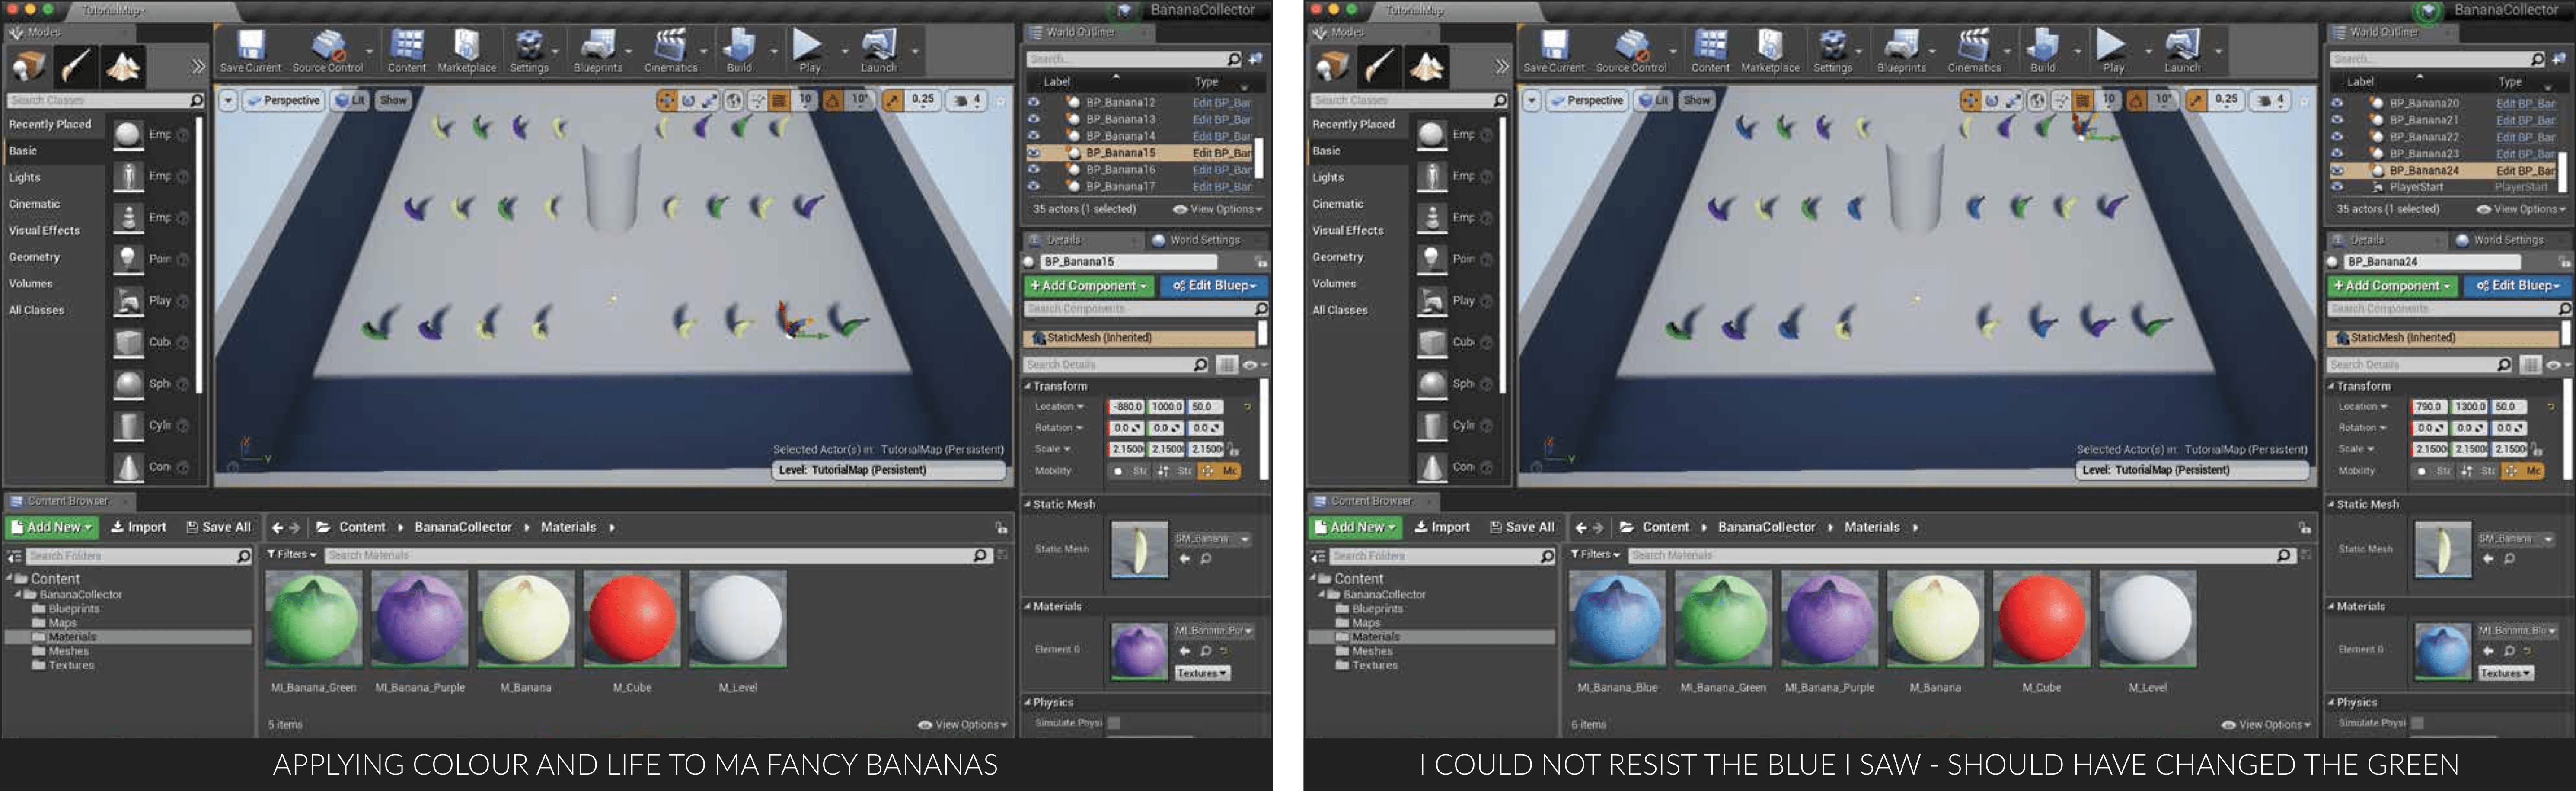 TutorialMap•
BananaCollector
Modes
Save Current
Source Control
Content
Marketplace
Settings
Blueprints
Cinematics
Build
Play
Launch
World Outliner
Search...
Label
Type
Search Classes
Perspective
Lit
Show
10
10°
0.25
4
BP_Banana12 Edit BP_Bar
BP_Banana13 Edit BP_Bar
BP_Banana14 Edit BP_Bar
BP_Banana15 Edit BP_Bar
BP_Banana16 Edit BP_Bar
BP_Banana17 Edit BP_Bar
35 actors (1 selected)
View Options
Recently Placed
Basic
Lights
Cinematic
Visual Effects
Geometry
Volumes
All Classes
Emp
Emp
Emp
Poin
Play
Cub
Sph
Cyli
Con
Details
World Settings
BP_Banana15
+Add Component
Edit Bluep
Search Components
StaticMesh (Inherited)
Search Details
Transform
Location -880.0 1000.0 50.0
Rotation 0.0 0.0 0.0
Scale 2.1500 2.1500 2.1500
Mobility Sta Sta Mo
Selected Actor(s) in: TutorialMap (Persistent)
Level: TutorialMap (Persistent)
Static Mesh
Static Mesh
SM_Banana
Materials
Element 0
MI_Banana_Pur
Textures
Physics
Simulate Physi
Content Browser
Add New
Import
Save All
Content
BananaCollector
Materials
Search Folders
Filters
Search Materials
Content
BananaCollector
Blueprints
Maps
Materials
Meshes
Textures
MI_Banana_Green
MI_Banana_Purple
M_Banana
M_Cube
M_Level
5 items
View Options
APPLYING COLOUR AND LIFE TO MA FANCY BANANAS
TutorialMap
BananaCollector
Modes
Save Current
Source Control
Content
Marketplace
Settings
Blueprints
Cinematics
Build
Play
Launch
World Outliner
Search...
Label
Type
Search Classes
Perspective
Lit
Show
10
10°
0.25
4
BP_Banana20 Edit BP_Bar
BP_Banana21 Edit BP_Bar
BP_Banana22 Edit BP_Bar
BP_Banana23 Edit BP_Bar
BP_Banana24 Edit BP_Bar
PlayerStart PlayerStart
35 actors (1 selected)
View Options
Recently Placed
Basic
Lights
Cinematic
Visual Effects
Geometry
Volumes
All Classes
Emp
Emp
Emp
Poin
Play
Cub
Sph
Cyli
Con
Details
World Settings
BP_Banana24
+Add Component
Edit Bluep
Search Components
StaticMesh (Inherited)
Search Details
Transform
Location 790.0 1300.0 50.0
Rotation 0.0 0.0 0.0
Scale 2.1500 2.1500 2.1500
Mobility Sta Sta Mo
Selected Actor(s) in: TutorialMap (Persistent)
Level: TutorialMap (Persistent)
Static Mesh
Static Mesh
SM_Banana
Materials
Element 0
MI_Banana_Blu
Textures
Physics
Simulate Physi
Content Browser
Add New
Import
Save All
Content
BananaCollector
Materials
Search Folders
Filters
Search Materials
Content
BananaCollector
Blueprints
Maps
Materials
Meshes
Textures
MI_Banana_Blue
MI_Banana_Green
MI_Banana_Purple
M_Banana
M_Cube
M_Level
6 items
View Options
I COULD NOT RESIST THE BLUE I SAW - SHOULD HAVE CHANGED THE GREEN